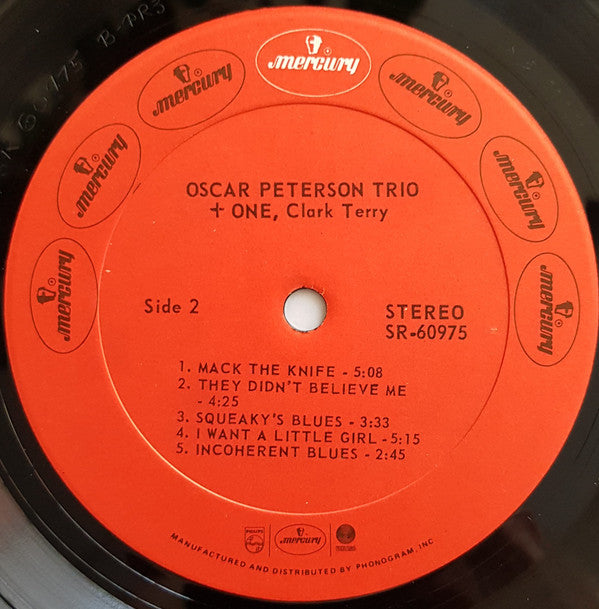 mercury
mercury
mercury
mercury
mercury
mercury
mercury
OSCAR PETERSON TRIO
+ ONE, Clark Terry
Side 2
STEREO
SR-60975
1. MACK THE KNIFE - 5:08
2. THEY DIDN'T BELIEVE ME
- 4:25
3. SQUEAKY'S BLUES - 3:33
4. I WANT A LITTLE GIRL - 5:15
5. INCOHERENT BLUES - 2:45
PHILIPS
mercury
MANUFACTURED AND DISTRIBUTED BY PHONOGRAM, INC